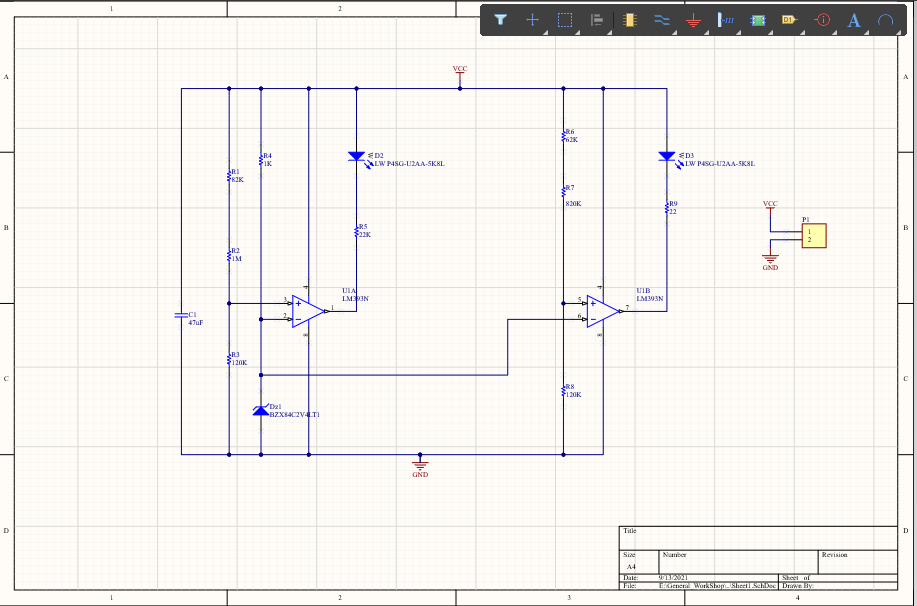 1
2
D1
A
VCC
A
R6
62K
R4
1K
D2
LW P4SG-U2AA-5K8L
D3
LW P4SG-U2AA-5K8L
R1
82K
R7
820K
R9
22
VCC
P1
B
R5
22K
B
1
2
R2
1M
GND
4
4
U1A
LM393N
U1B
LM393N
3
1
5
7
2
6
C1
47uF
8
8
R3
120K
C
C
R8
120K
Dz1
BZX84C2V4LT1
GND
D
D
Title
Size
Number
Revision
A4
Date:
9/13/2021
Sheet of
File:
E:\General_WorkShop\..\Sheet1.SchDoc
Drawn By:
1
2
3
4